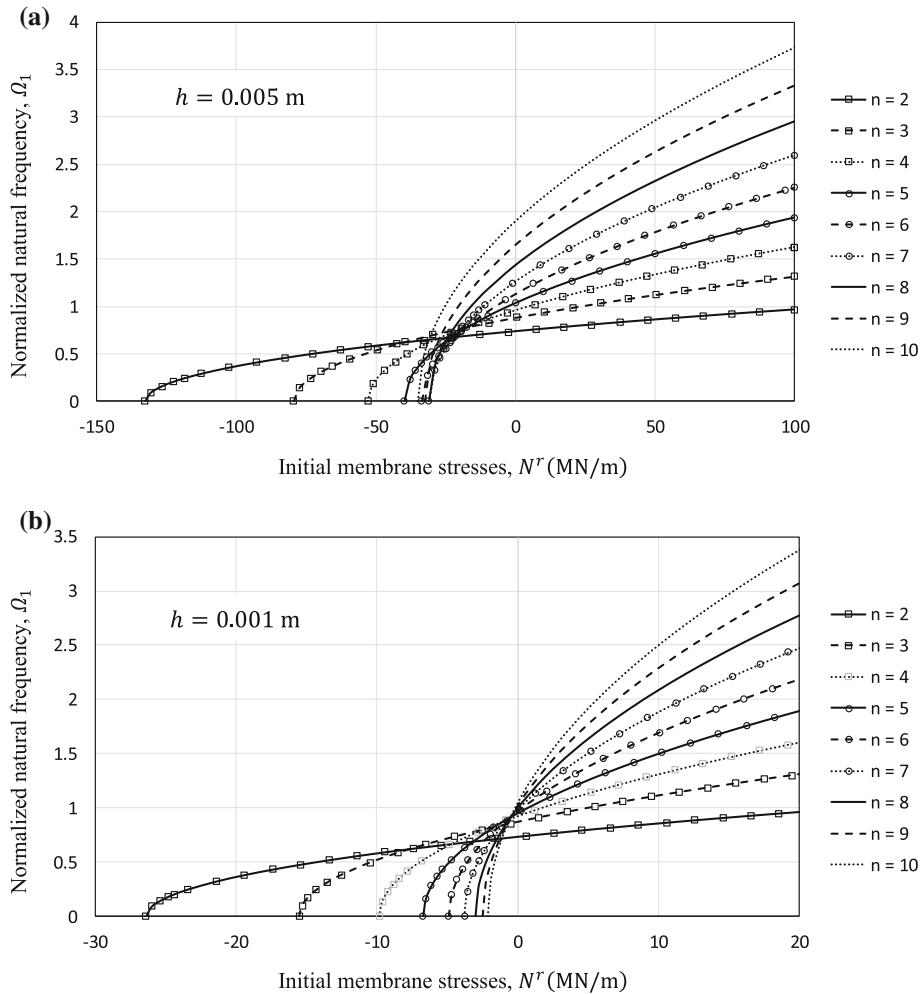 (a)
Normalized natural frequency, Ω₁
4
3.5
3
2.5
2
1.5
1
0.5
0
h = 0.005 m
-150 -100 -50 0 50 100
Initial membrane stresses, Nʳ (MN/m)
n = 2
n = 3
n = 4
n = 5
n = 6
n = 7
n = 8
n = 9
n = 10
(b)
Normalized natural frequency, Ω₁
3.5
3
2.5
2
1.5
1
0.5
0
h = 0.001 m
-30 -20 -10 0 10 20
Initial membrane stresses, Nʳ (MN/m)
n = 2
n = 3
n = 4
n = 5
n = 6
n = 7
n = 8
n = 9
n = 10